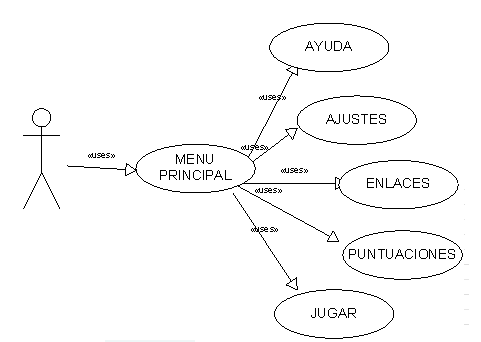 AYUDA
«uses»
AJUSTES
«uses»
«uses»
MENU
PRINCIPAL
«uses»
ENLACES
«uses»
«uses»
PUNTUACIONES
JUGAR